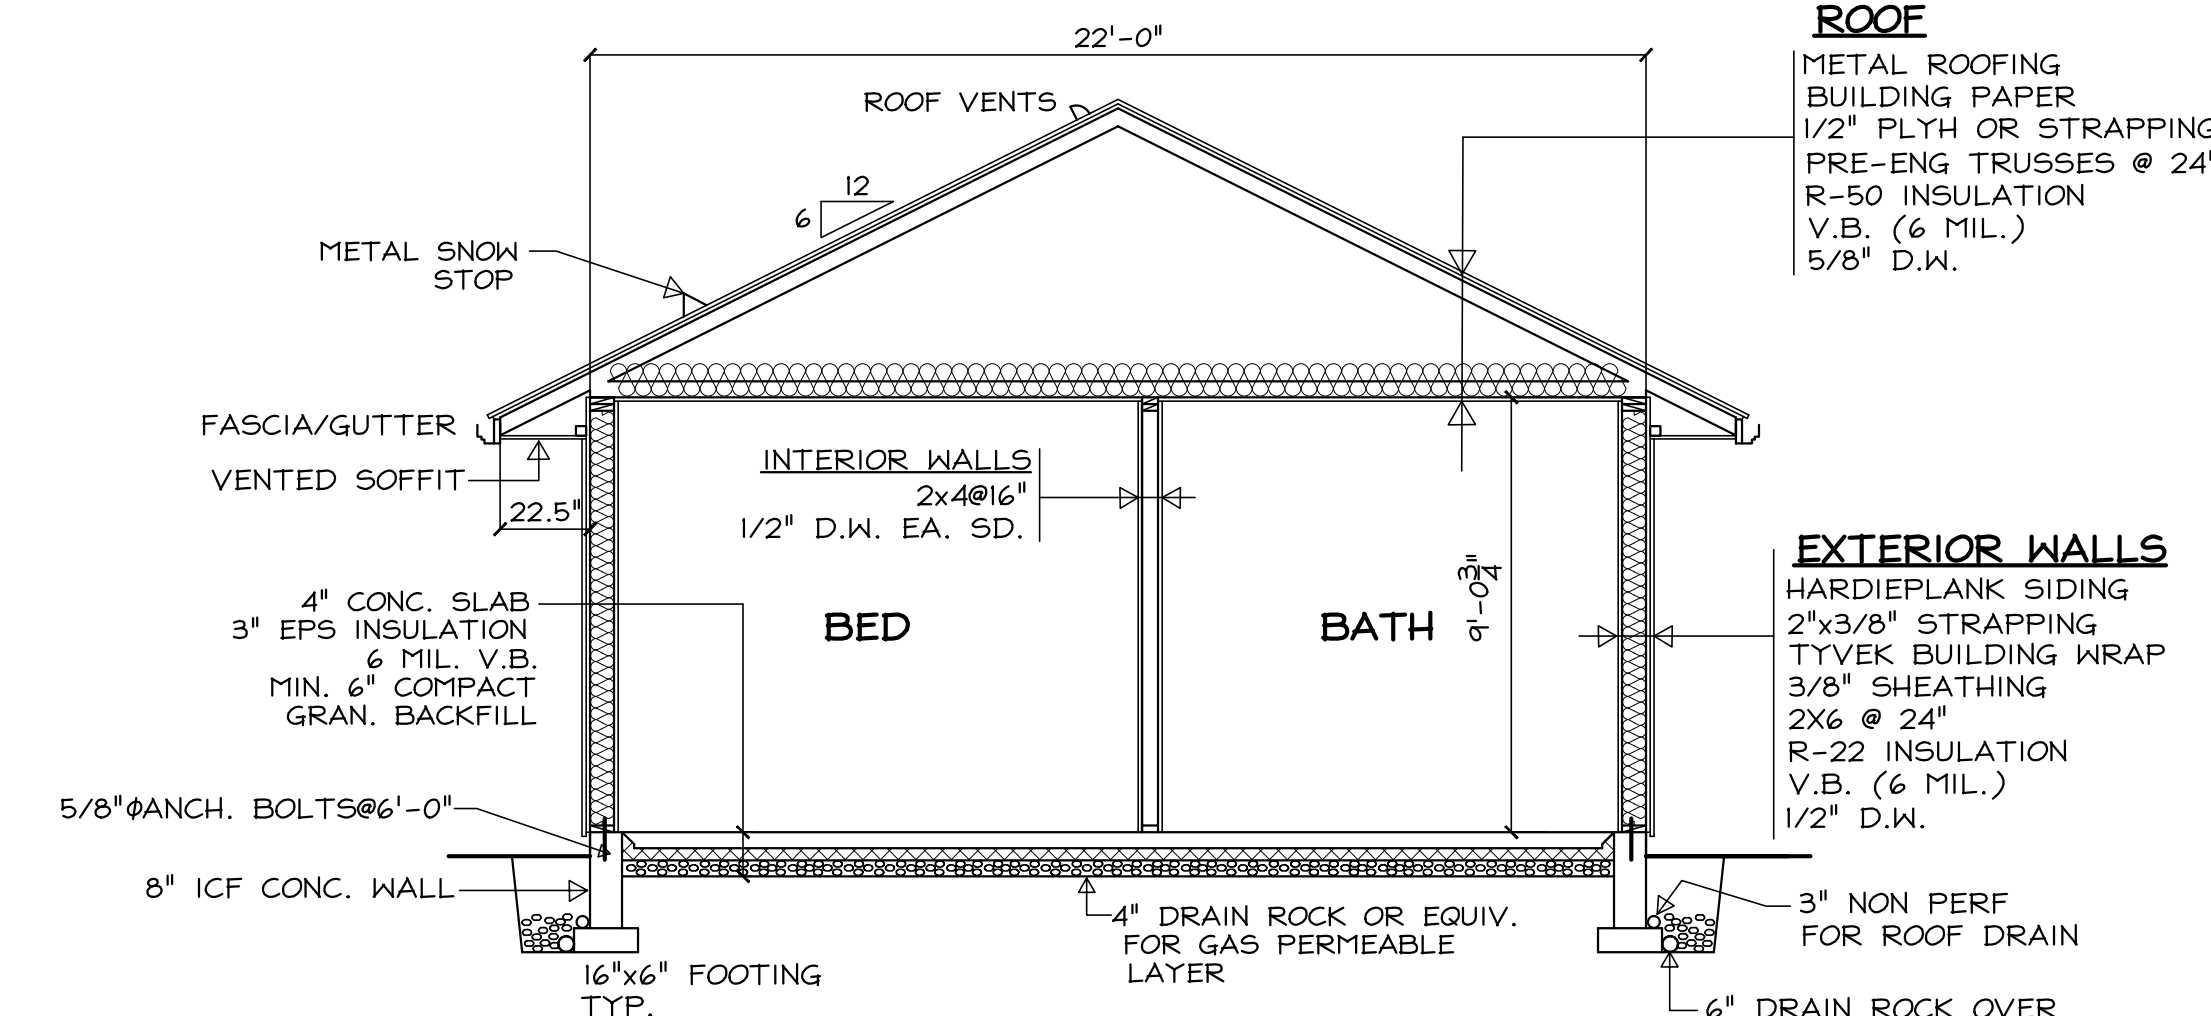 22'-0"
ROOF
METAL ROOFING
BUILDING PAPER
1/2" PLYH OR STRAPPING
PRE-ENG TRUSSES @ 24"
R-50 INSULATION
V.B. (6 MIL.)
5/8" D.W.
ROOF VENTS
12
6
METAL SNOW
STOP
FASCIA/GUTTER
VENTED SOFFIT
22.5"
INTERIOR WALLS
2x4@16"
1/2" D.W. EA. SD.
BED
BATH
9'-0 3/4"
EXTERIOR WALLS
HARDIEPLANK SIDING
2"x3/8" STRAPPING
TYVEK BUILDING WRAP
3/8" SHEATHING
2X6 @ 24"
R-22 INSULATION
V.B. (6 MIL.)
1/2" D.W.
4" CONC. SLAB
3" EPS INSULATION
6 MIL. V.B.
MIN. 6" COMPACT
GRAN. BACKFILL
5/8"ΦANCH. BOLTS@6'-0"
8" ICF CONC. WALL
16"x6" FOOTING
TYP.
4" DRAIN ROCK OR EQUIV.
FOR GAS PERMEABLE
LAYER
3" NON PERF
FOR ROOF DRAIN
6" DRAIN ROCK OVER